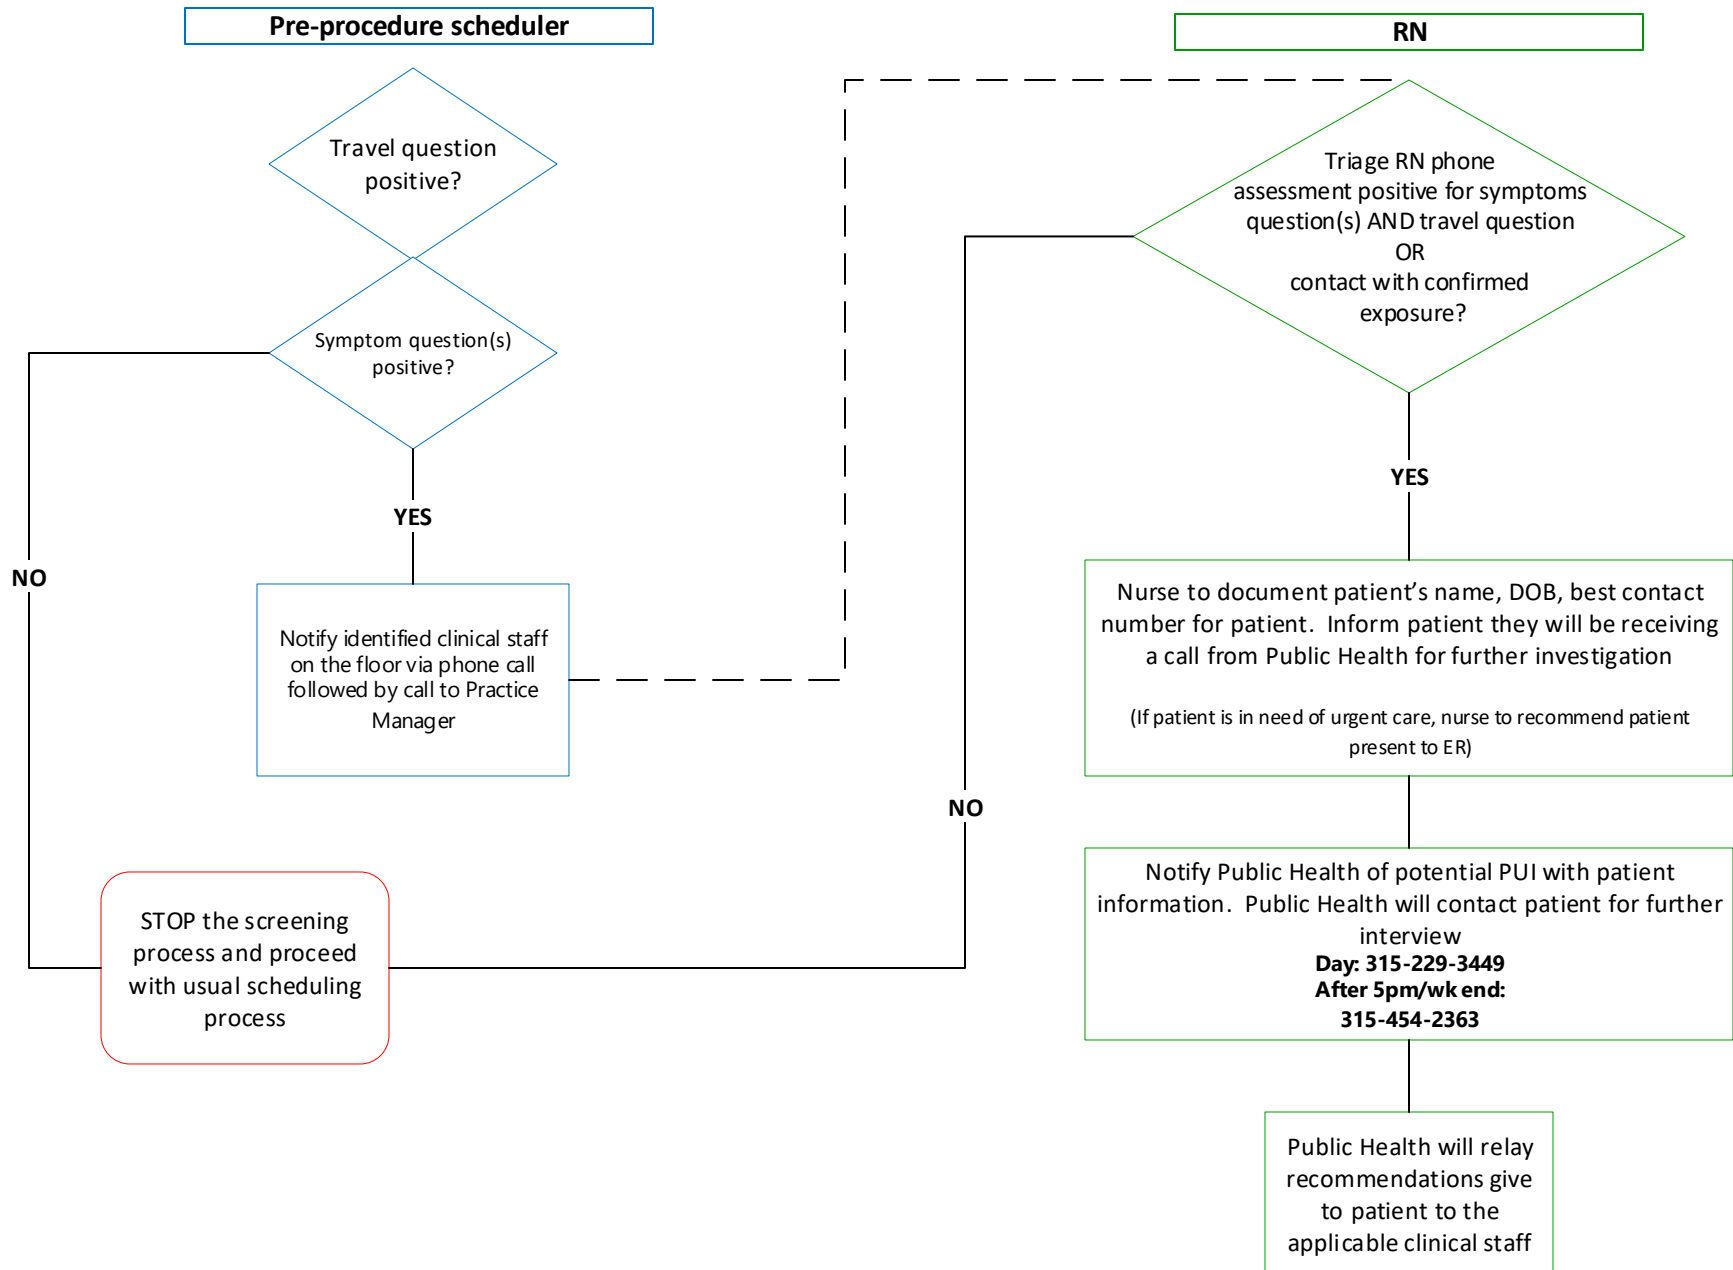 Pre-procedure scheduler
Travel question
positive?
Symptom question(s)
positive?
YES
NO
Notify identified clinical staff
on the floor via phone call
followed by call to Practice
Manager
STOP the screening
process and proceed
with usual scheduling
process
RN
Triage RN phone
assessment positive for symptoms
question(s) AND travel question
OR
contact with confirmed
exposure?
YES
NO
Nurse to document patient’s name, DOB, best contact
number for patient.  Inform patient they will be receiving
a call from Public Health for further investigation
(If patient is in need of urgent care, nurse to recommend patient
present to ER)
Notify Public Health of potential PUI with patient
information.  Public Health will contact patient for further
interview
Day: 315-229-3449
After 5pm/wk end:
315-454-2363
Public Health will relay
recommendations give
to patient to the
applicable clinical staff